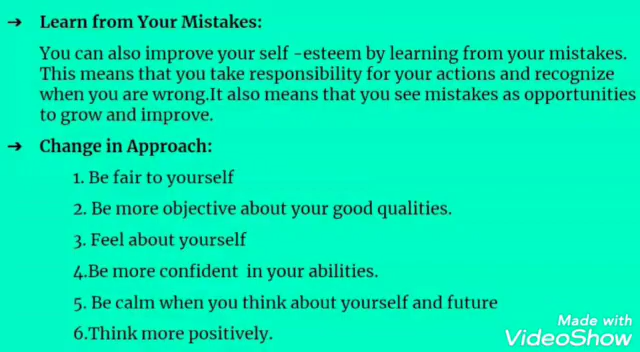 ➔ Learn from Your Mistakes:
You can also improve your self -esteem by learning from your mistakes.
This means that you take responsibility for your actions and recognize
when you are wrong.It also means that you see mistakes as opportunities
to grow and improve.
➔ Change in Approach:
1. Be fair to yourself
2. Be more objective about your good qualities.
3. Feel about yourself
4.Be more confident in your abilities.
5. Be calm when you think about yourself and future
6.Think more positively.
Made with
VideoShow